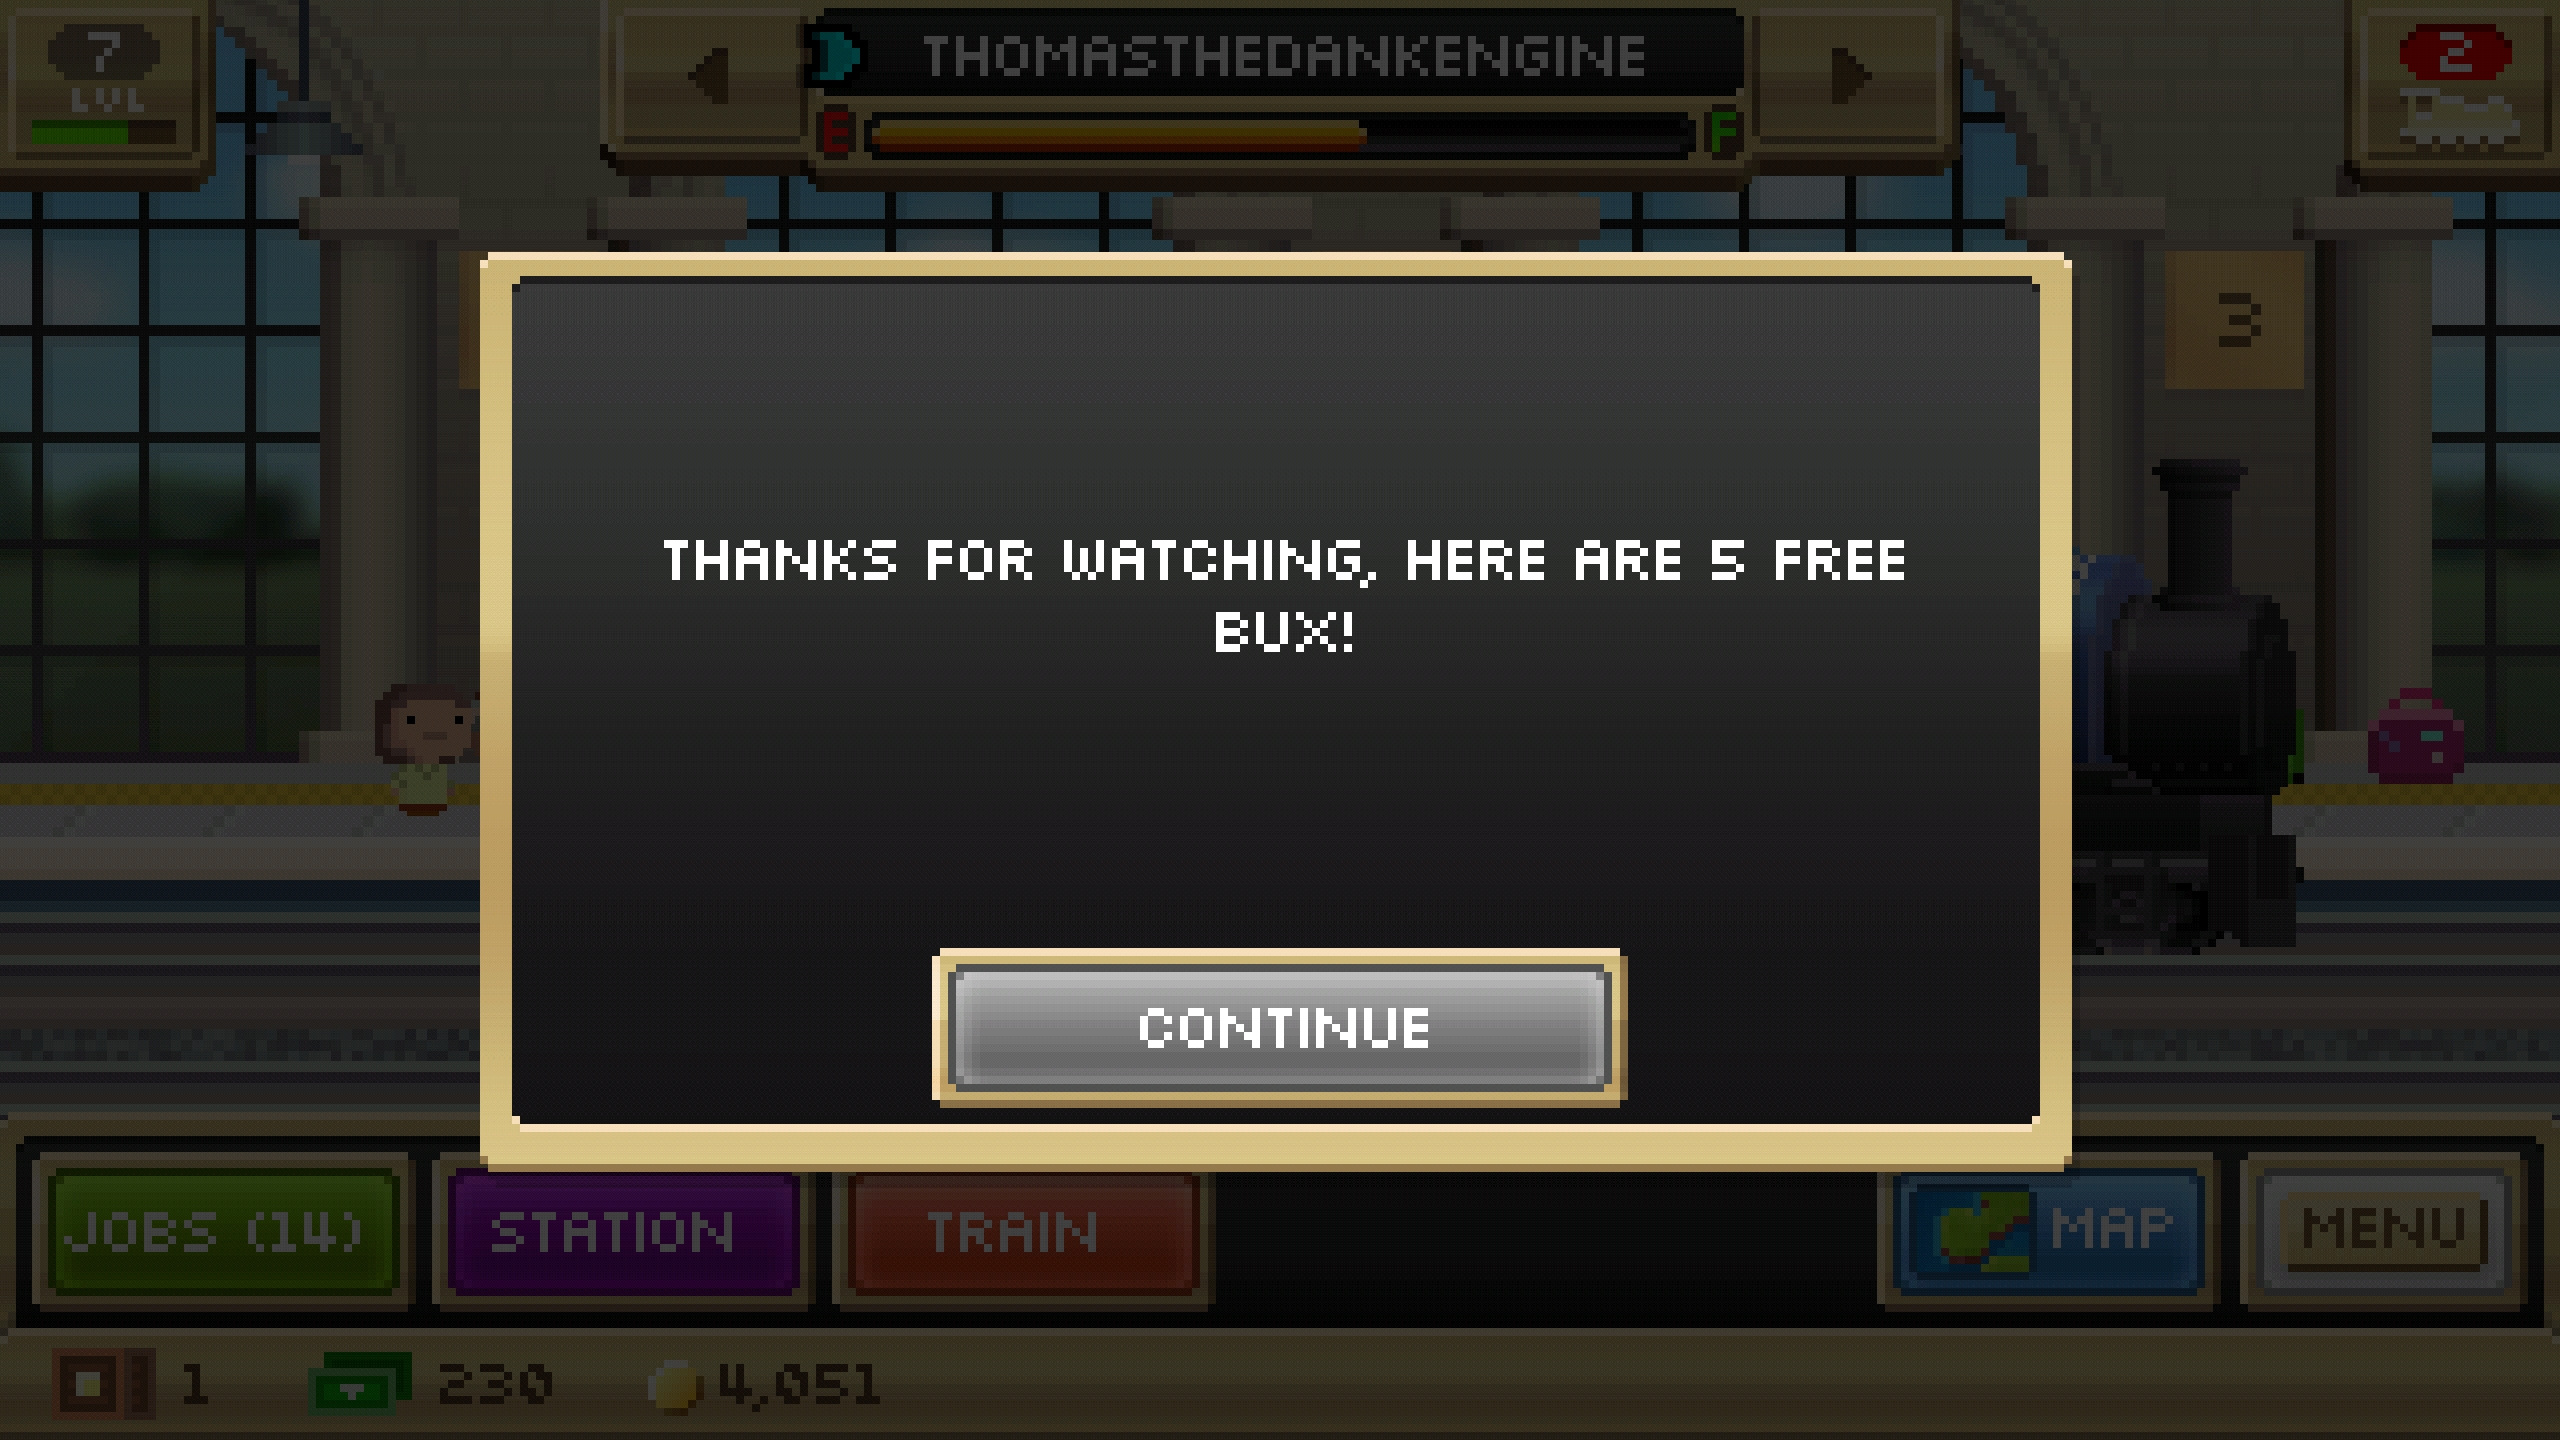 7
LVL
THOMASTHEDANKENGINE
E
F
2
3
THANKS FOR WATCHING, HERE ARE 5 FREE
BUX!
CONTINUE
JOBS (14)
STATION
TRAIN
MAP
MENU
1
230
4,051